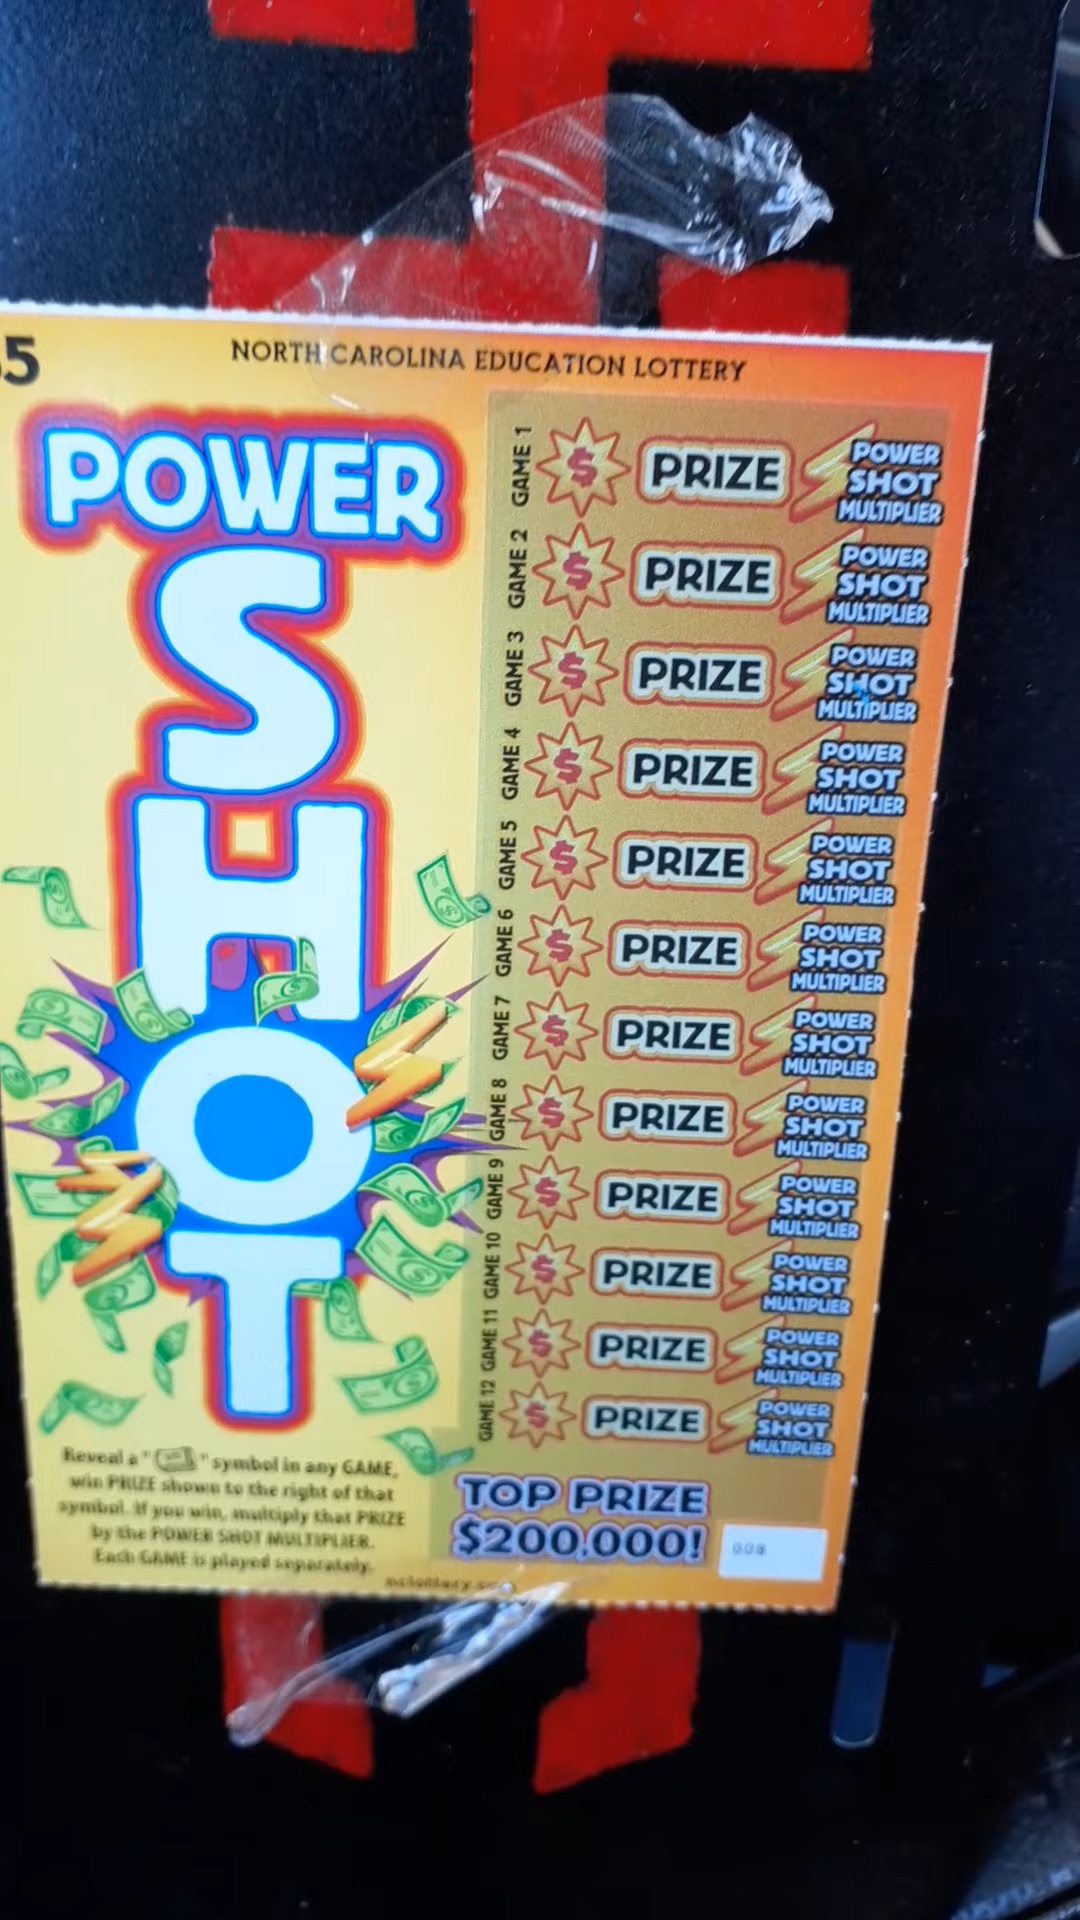 $5
NORTH CAROLINA EDUCATION LOTTERY
POWER
SHOT
GAME 1 $ PRIZE POWER SHOT MULTIPLIER
GAME 2 $ PRIZE POWER SHOT MULTIPLIER
GAME 3 $ PRIZE POWER SHOT MULTIPLIER
GAME 4 $ PRIZE POWER SHOT MULTIPLIER
GAME 5 $ PRIZE POWER SHOT MULTIPLIER
GAME 6 $ PRIZE POWER SHOT MULTIPLIER
GAME 7 $ PRIZE POWER SHOT MULTIPLIER
GAME 8 $ PRIZE POWER SHOT MULTIPLIER
GAME 9 $ PRIZE POWER SHOT MULTIPLIER
GAME 10 $ PRIZE POWER SHOT MULTIPLIER
GAME 11 $ PRIZE POWER SHOT MULTIPLIER
GAME 12 $ PRIZE POWER SHOT MULTIPLIER
Reveal a " " symbol in any GAME,
win PRIZE shown to the right of that
symbol. If you win, multiply that PRIZE
by the POWER SHOT MULTIPLIER.
Each GAME is played separately.
TOP PRIZE
$200,000!
008